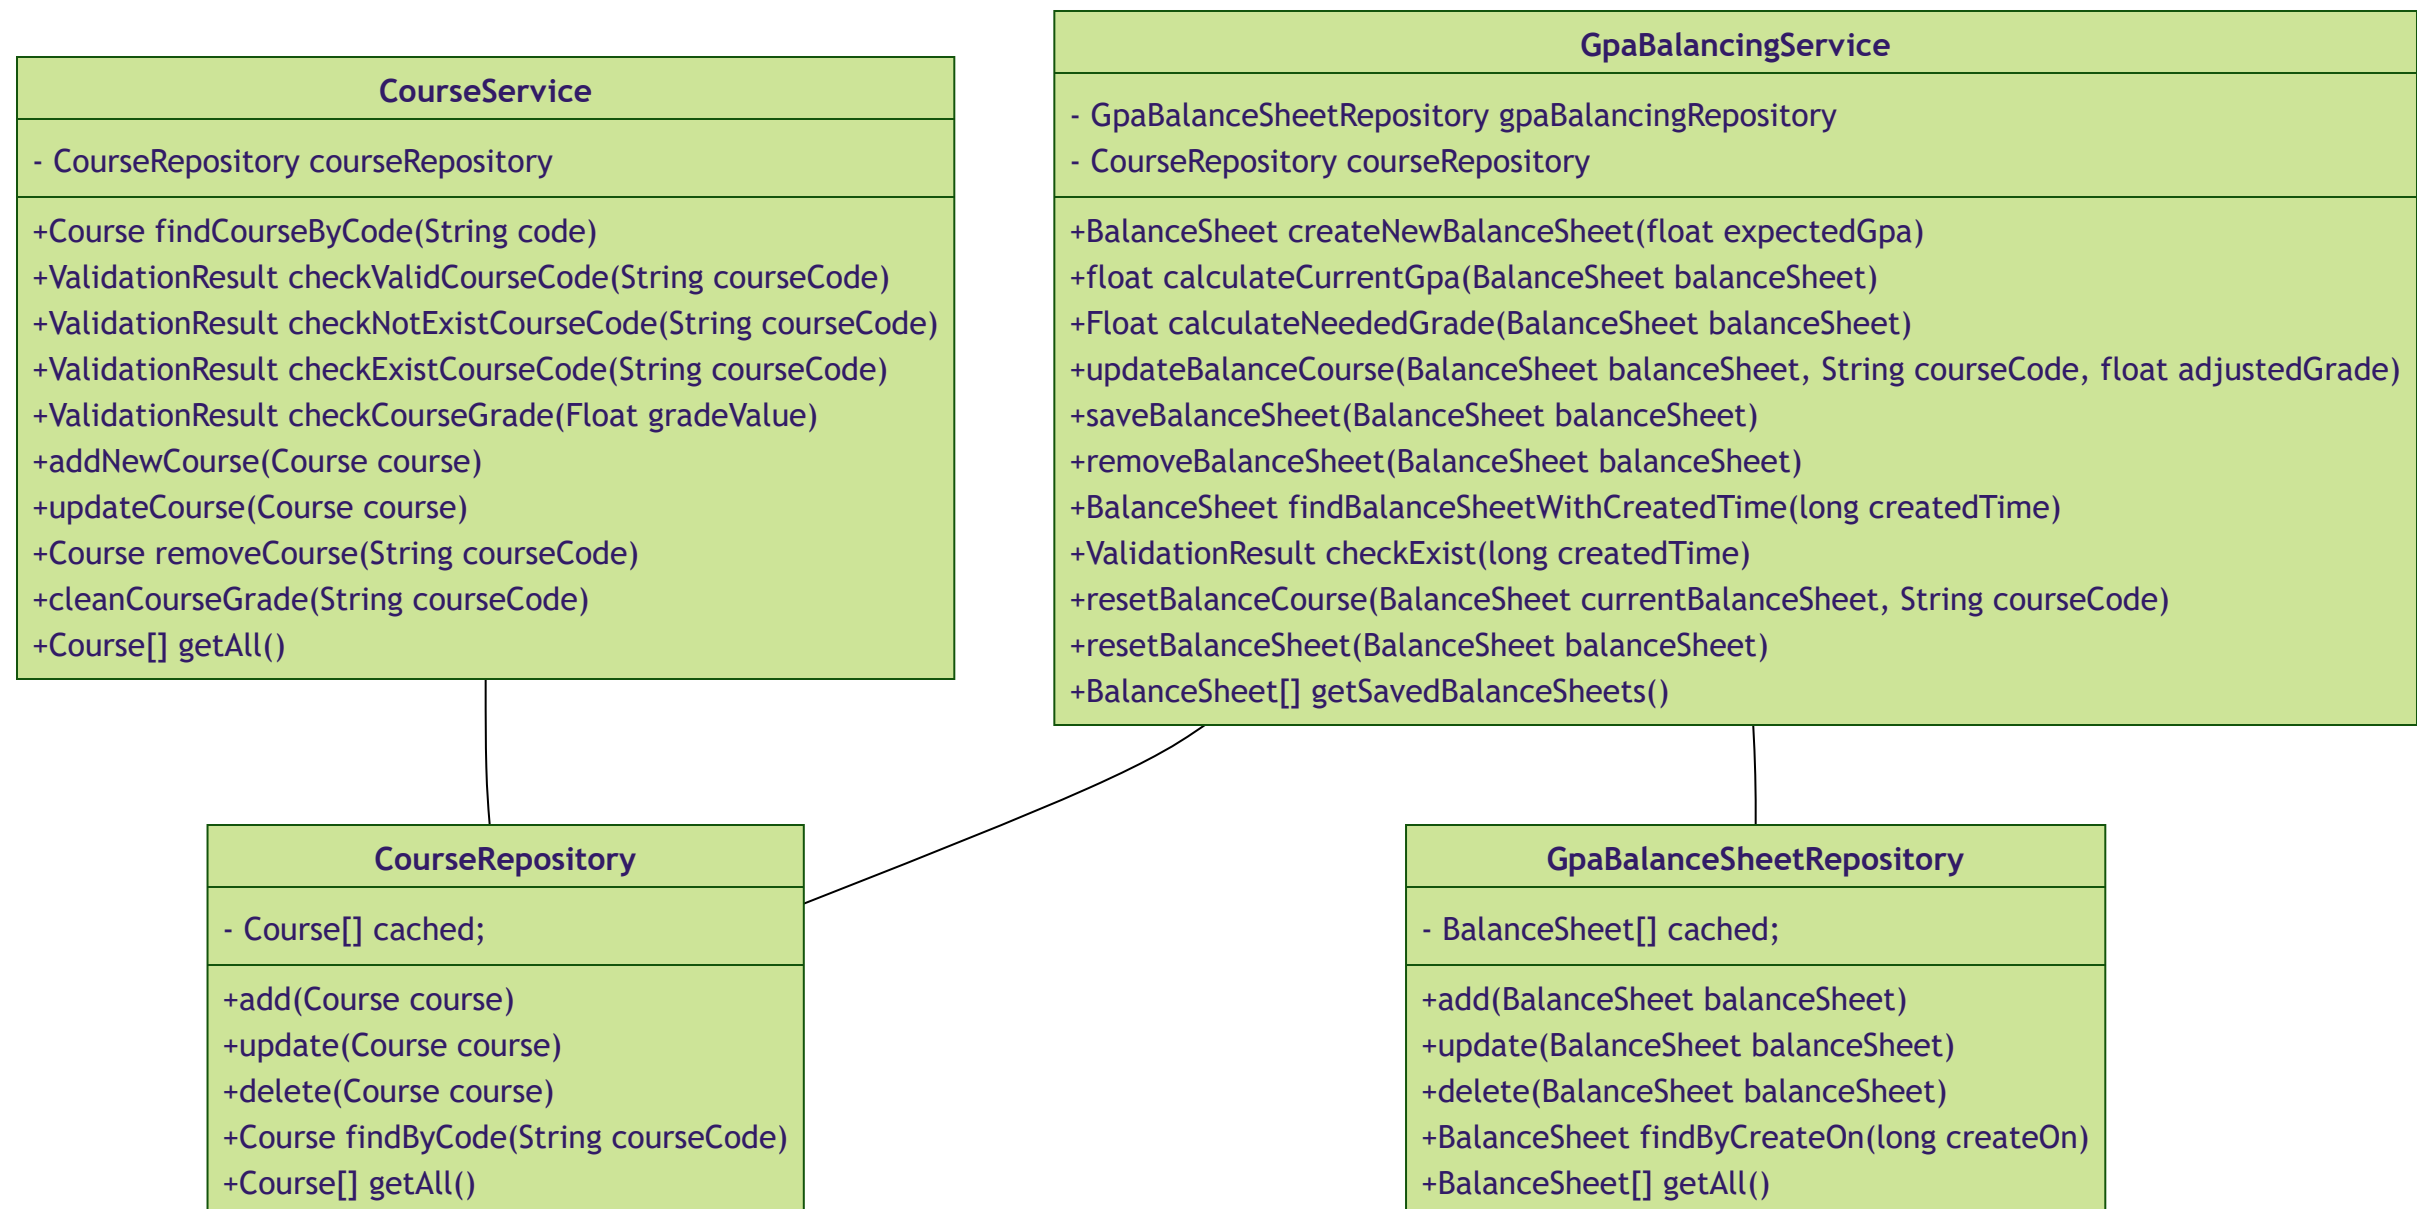 CourseService
- CourseRepository courseRepository
+Course findCourseByCode(String code)
+ValidationResult checkValidCourseCode(String courseCode)
+ValidationResult checkNotExistCourseCode(String courseCode)
+ValidationResult checkExistCourseCode(String courseCode)
+ValidationResult checkCourseGrade(Float gradeValue)
+addNewCourse(Course course)
+updateCourse(Course course)
+Course removeCourse(String courseCode)
+cleanCourseGrade(String courseCode)
+Course[] getAll()
GpaBalancingService
- GpaBalanceSheetRepository gpaBalancingRepository
- CourseRepository courseRepository
+BalanceSheet createNewBalanceSheet(float expectedGpa)
+float calculateCurrentGpa(BalanceSheet balanceSheet)
+Float calculateNeededGrade(BalanceSheet balanceSheet)
+updateBalanceCourse(BalanceSheet balanceSheet, String courseCode, float adjustedGrade)
+saveBalanceSheet(BalanceSheet balanceSheet)
+removeBalanceSheet(BalanceSheet balanceSheet)
+BalanceSheet findBalanceSheetWithCreatedTime(long createdTime)
+ValidationResult checkExist(long createdTime)
+resetBalanceCourse(BalanceSheet currentBalanceSheet, String courseCode)
+resetBalanceSheet(BalanceSheet balanceSheet)
+BalanceSheet[] getSavedBalanceSheets()
CourseRepository
- Course[] cached;
+add(Course course)
+update(Course course)
+delete(Course course)
+Course findByCode(String courseCode)
+Course[] getAll()
GpaBalanceSheetRepository
- BalanceSheet[] cached;
+add(BalanceSheet balanceSheet)
+update(BalanceSheet balanceSheet)
+delete(BalanceSheet balanceSheet)
+BalanceSheet findByCreateOn(long createOn)
+BalanceSheet[] getAll()